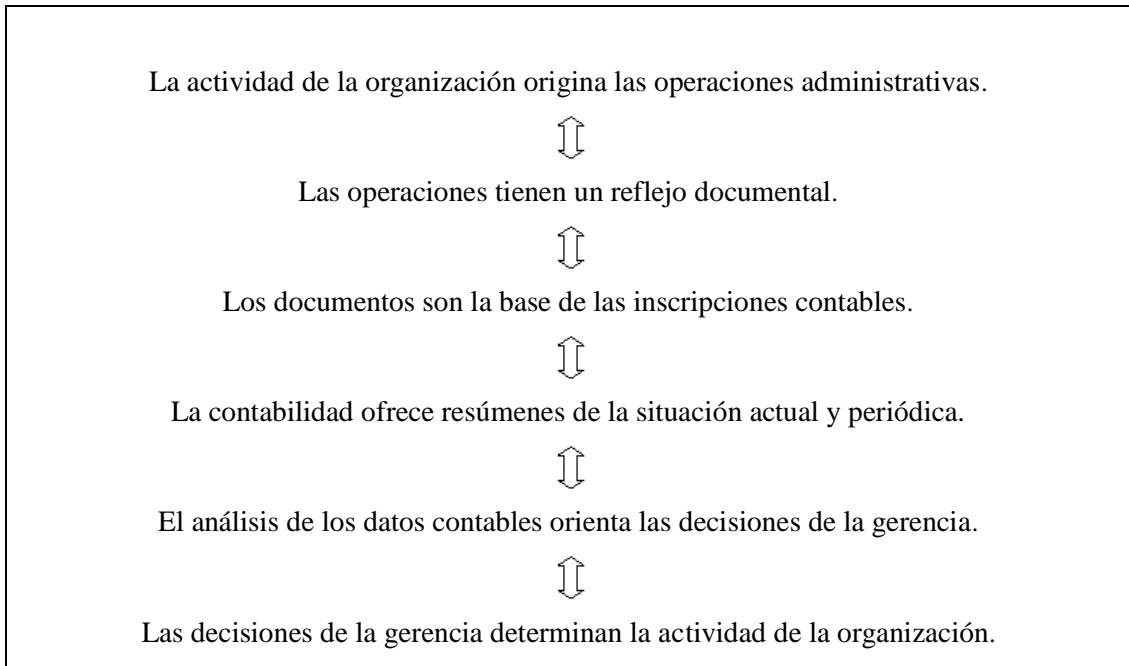 La actividad de la organización origina las operaciones administrativas.
Las operaciones tienen un reflejo documental.
Los documentos son la base de las inscripciones contables.
La contabilidad ofrece resúmenes de la situación actual y periódica.
El análisis de los datos contables orienta las decisiones de la gerencia.
Las decisiones de la gerencia determinan la actividad de la organización.